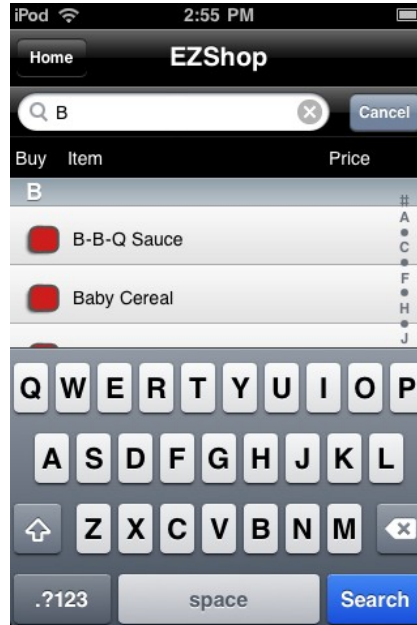 iPod 2:55 PM
Home EZShop
B Cancel
Buy Item Price
B
#
A
B-B-Q Sauce
C
F
Baby Cereal
H
J
Q W E R T Y U I O P
A S D F G H J K L
Z X C V B N M
.?123 space Search